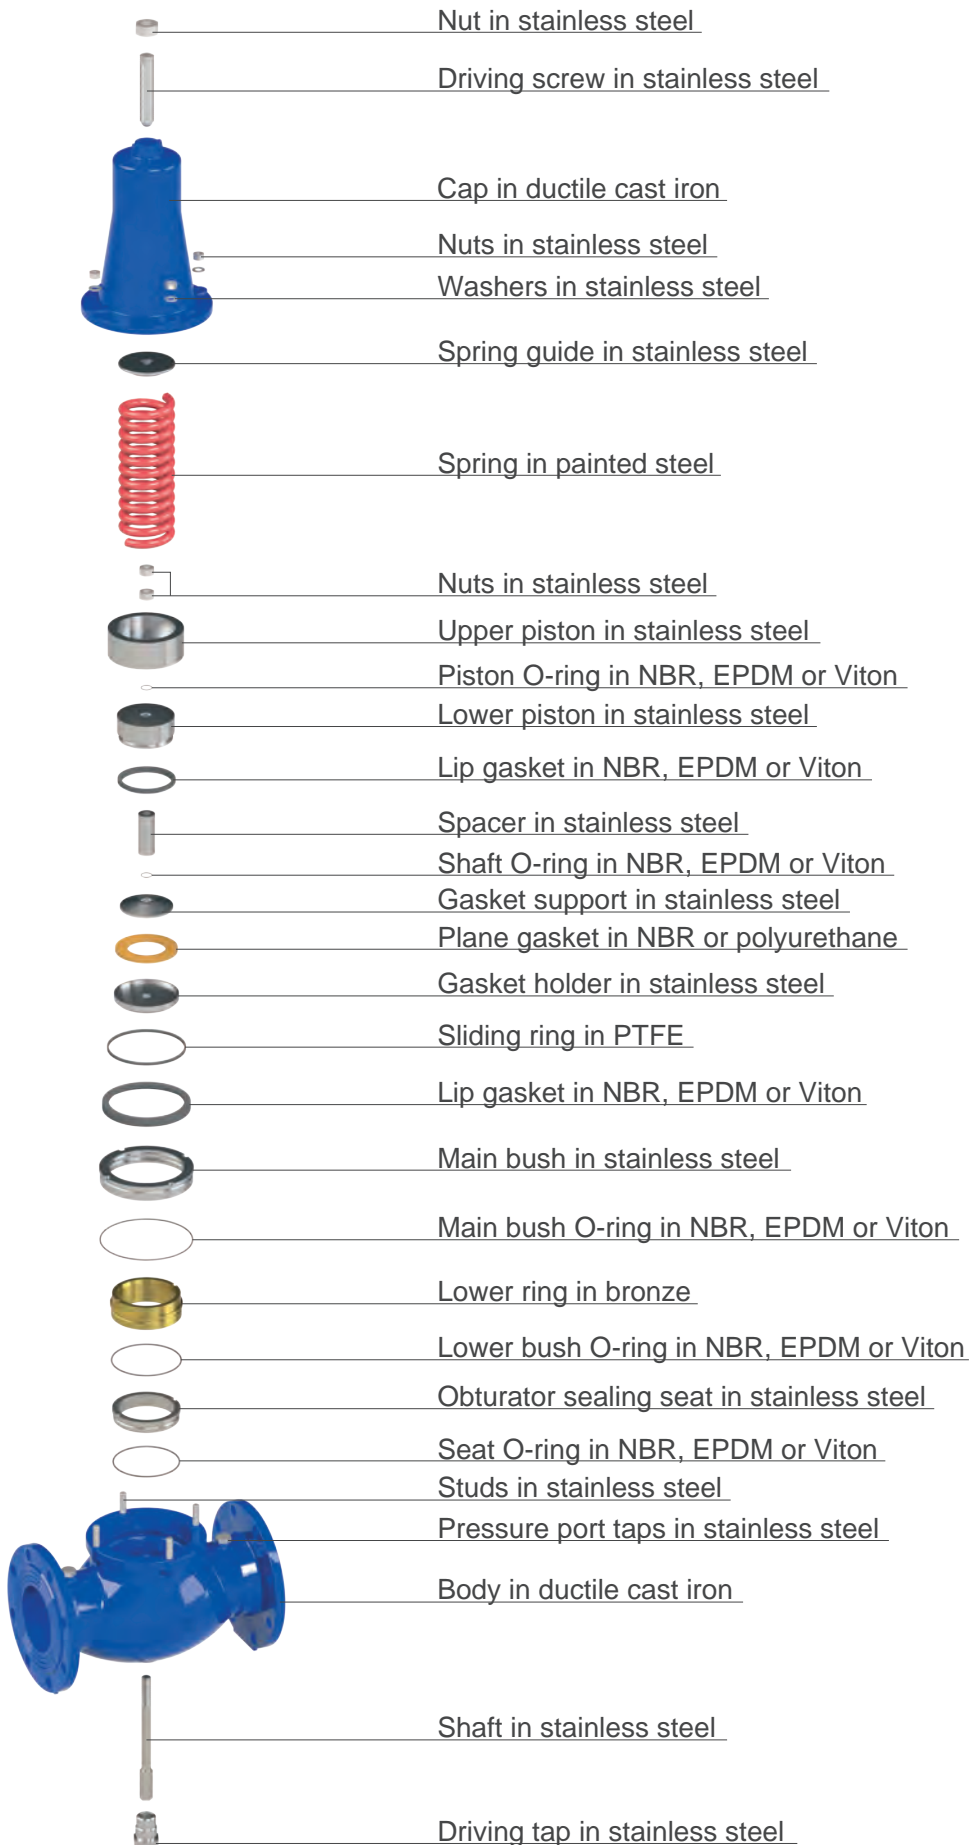 Nut in stainless steel
Driving screw in stainless steel
Cap in ductile cast iron
Nuts in stainless steel
Washers in stainless steel
Spring guide in stainless steel
Spring in painted steel
Nuts in stainless steel
Upper piston in stainless steel
Piston O-ring in NBR, EPDM or Viton
Lower piston in stainless steel
Lip gasket in NBR, EPDM or Viton
Spacer in stainless steel
Shaft O-ring in NBR, EPDM or Viton
Gasket support in stainless steel
Plane gasket in NBR or polyurethane
Gasket holder in stainless steel
Sliding ring in PTFE
Lip gasket in NBR, EPDM or Viton
Main bush in stainless steel
Main bush O-ring in NBR, EPDM or Viton
Lower ring in bronze
Lower bush O-ring in NBR, EPDM or Viton
Obturator sealing seat in stainless steel
Seat O-ring in NBR, EPDM or Viton
Studs in stainless steel
Pressure port taps in stainless steel
Body in ductile cast iron
Shaft in stainless steel
Driving tap in stainless steel